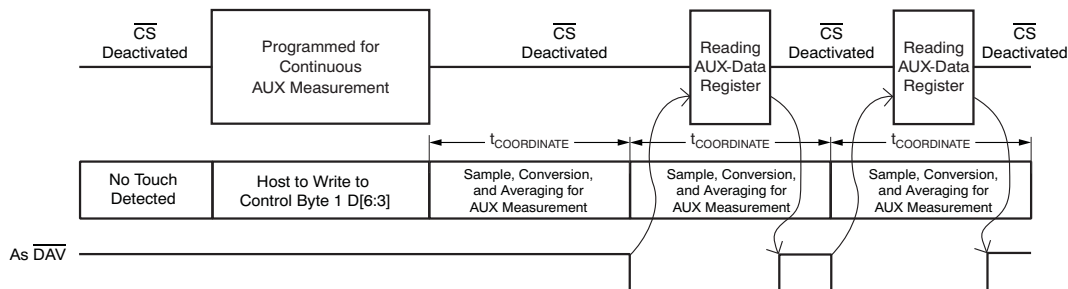 CS
Deactivated
Programmed for
Continuous
AUX Measurement
CS
Deactivated
Reading
AUX-Data
Register
CS
Deactivated
Reading
AUX-Data
Register
CS
Deactivated
tCOORDINATE
tCOORDINATE
tCOORDINATE
No Touch
Detected
Host to Write to
Control Byte 1 D[6:3]
Sample, Conversion,
and Averaging for
AUX Measurement
Sample, Conversion,
and Averaging for
AUX Measurement
Sample, Conversion,
and Averaging for
AUX Measurement
As DAV